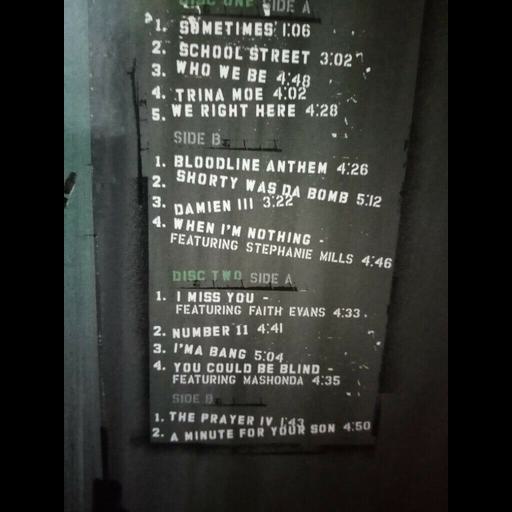 DISC ONE SIDE A
1. SOMETIMES 1:06
2. SCHOOL STREET 3:02
3. WHO WE BE 4:48
4. TRINA MOE 4:02
5. WE RIGHT HERE 4:28
SIDE B
1. BLOODLINE ANTHEM 4:26
2. SHORTY WAS DA BOMB 5:12
3. DAMIEN III 3:22
4. WHEN I'M NOTHING -
FEATURING STEPHANIE MILLS 4:46
DISC TWO SIDE A
1. I MISS YOU -
FEATURING FAITH EVANS 4:33
2. NUMBER 11 4:41
3. I'MA BANG 5:04
4. YOU COULD BE BLIND -
FEATURING MASHONDA 4:35
SIDE B
1. THE PRAYER IV 1:43
2. A MINUTE FOR YOUR SON 4:50